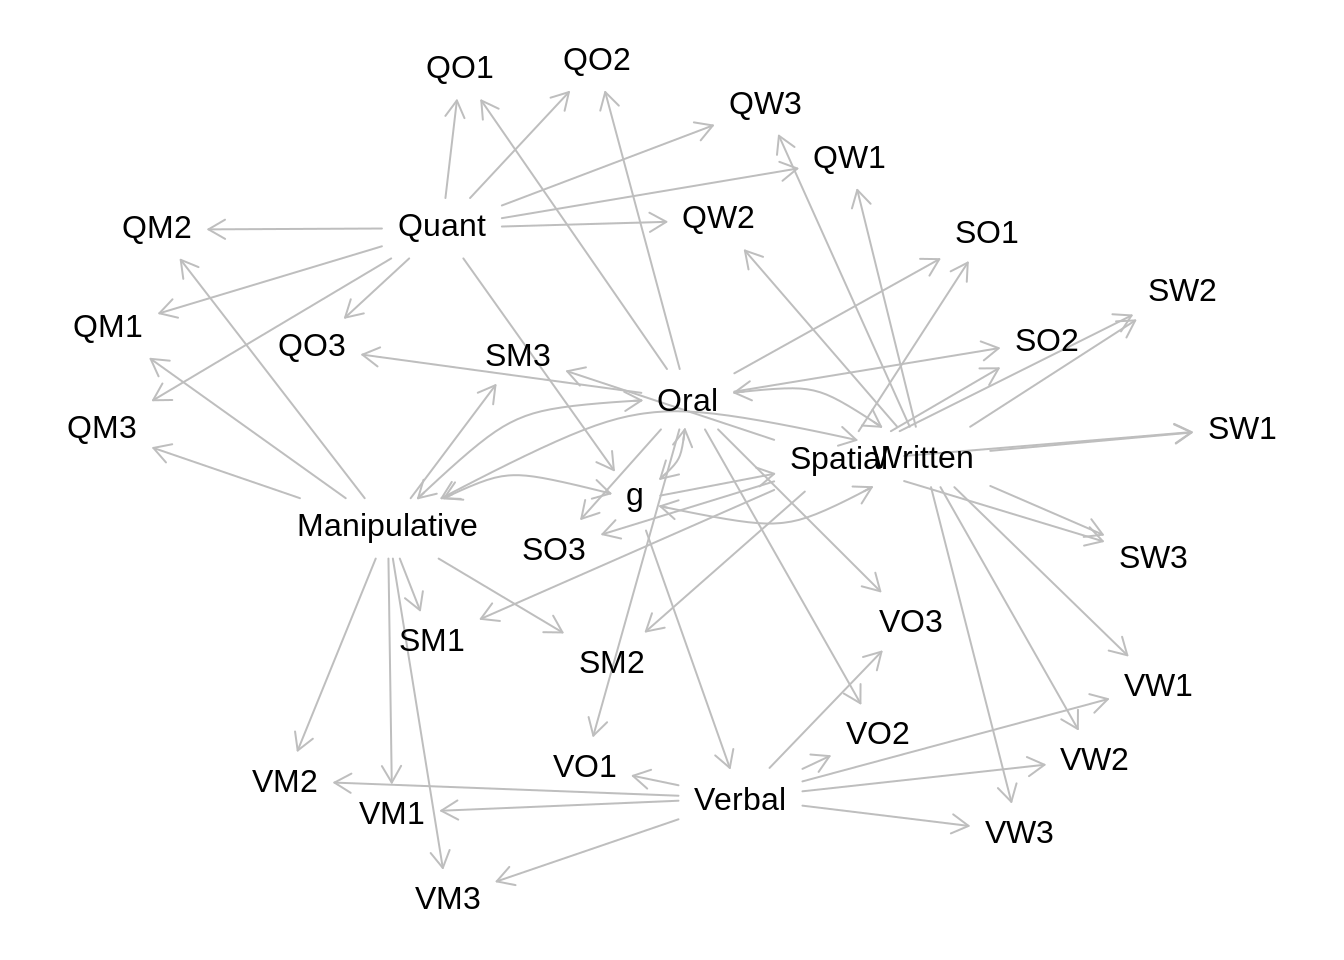 QO1
QO2
QW3
QW1
QM2
Quant
QW2
SO1
SW2
QM1
QO3
SM3
SO2
Oral
QM3
SW1
Spatial
Written
g
Manipulative
SO3
SW3
SM1
VO3
SM2
VW1
VO2
VW2
VM2
VO1
Verbal
VM1
VW3
VM3